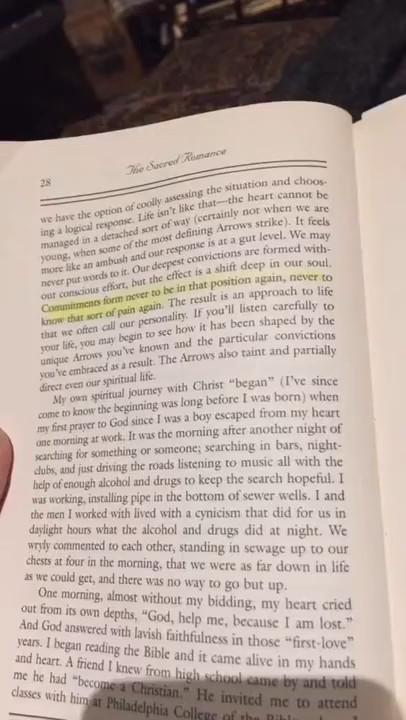 28
The Sacred Romance
we have the option of coolly assessing the situation and choos-
ing a logical response. Life isn't like that—the heart cannot be
managed in a detached sort of way (certainly not when we are
young, when some of the most defining Arrows strike). It feels
more like an ambush and our response is at a gut level. We may
never put words to it. Our deepest convictions are formed with-
out conscious effort, but the effect is a shift deep in our soul.
Commitments form never to be in that position again, never to
know that sort of pain again. The result is an approach to life
that we often call our personality. If you'll listen carefully to
your life, you may begin to see how it has been shaped by the
unique Arrows you've known and the particular convictions
you've embraced as a result. The Arrows also taint and partially
direct even our spiritual life.
My own spiritual journey with Christ "began" (I've since
come to know the beginning was long before I was born) when
my first prayer to God since I was a boy escaped from my heart
one morning at work. It was the morning after another night of
searching for something or someone; searching in bars, night-
clubs, and just driving the roads listening to music all with the
help of enough alcohol and drugs to keep the search hopeful. I
was working, installing pipe in the bottom of sewer wells. I and
the men I worked with lived with a cynicism that did for us in
daylight hours what the alcohol and drugs did at night. We
wryly commented to each other, standing in sewage up to our
chests at four in the morning, that we were as far down in life
as we could get, and there was no way to go but up.
One morning, almost without my bidding, my heart cried
out from its own depths, "God, help me, because I am lost."
And God answered with lavish faithfulness in those "first-love"
years. I began reading the Bible and it came alive in my hands
and heart. A friend I knew from high school came by and told
me he had "become a Christian." He invited me to attend
classes with him at Philadelphia College of the